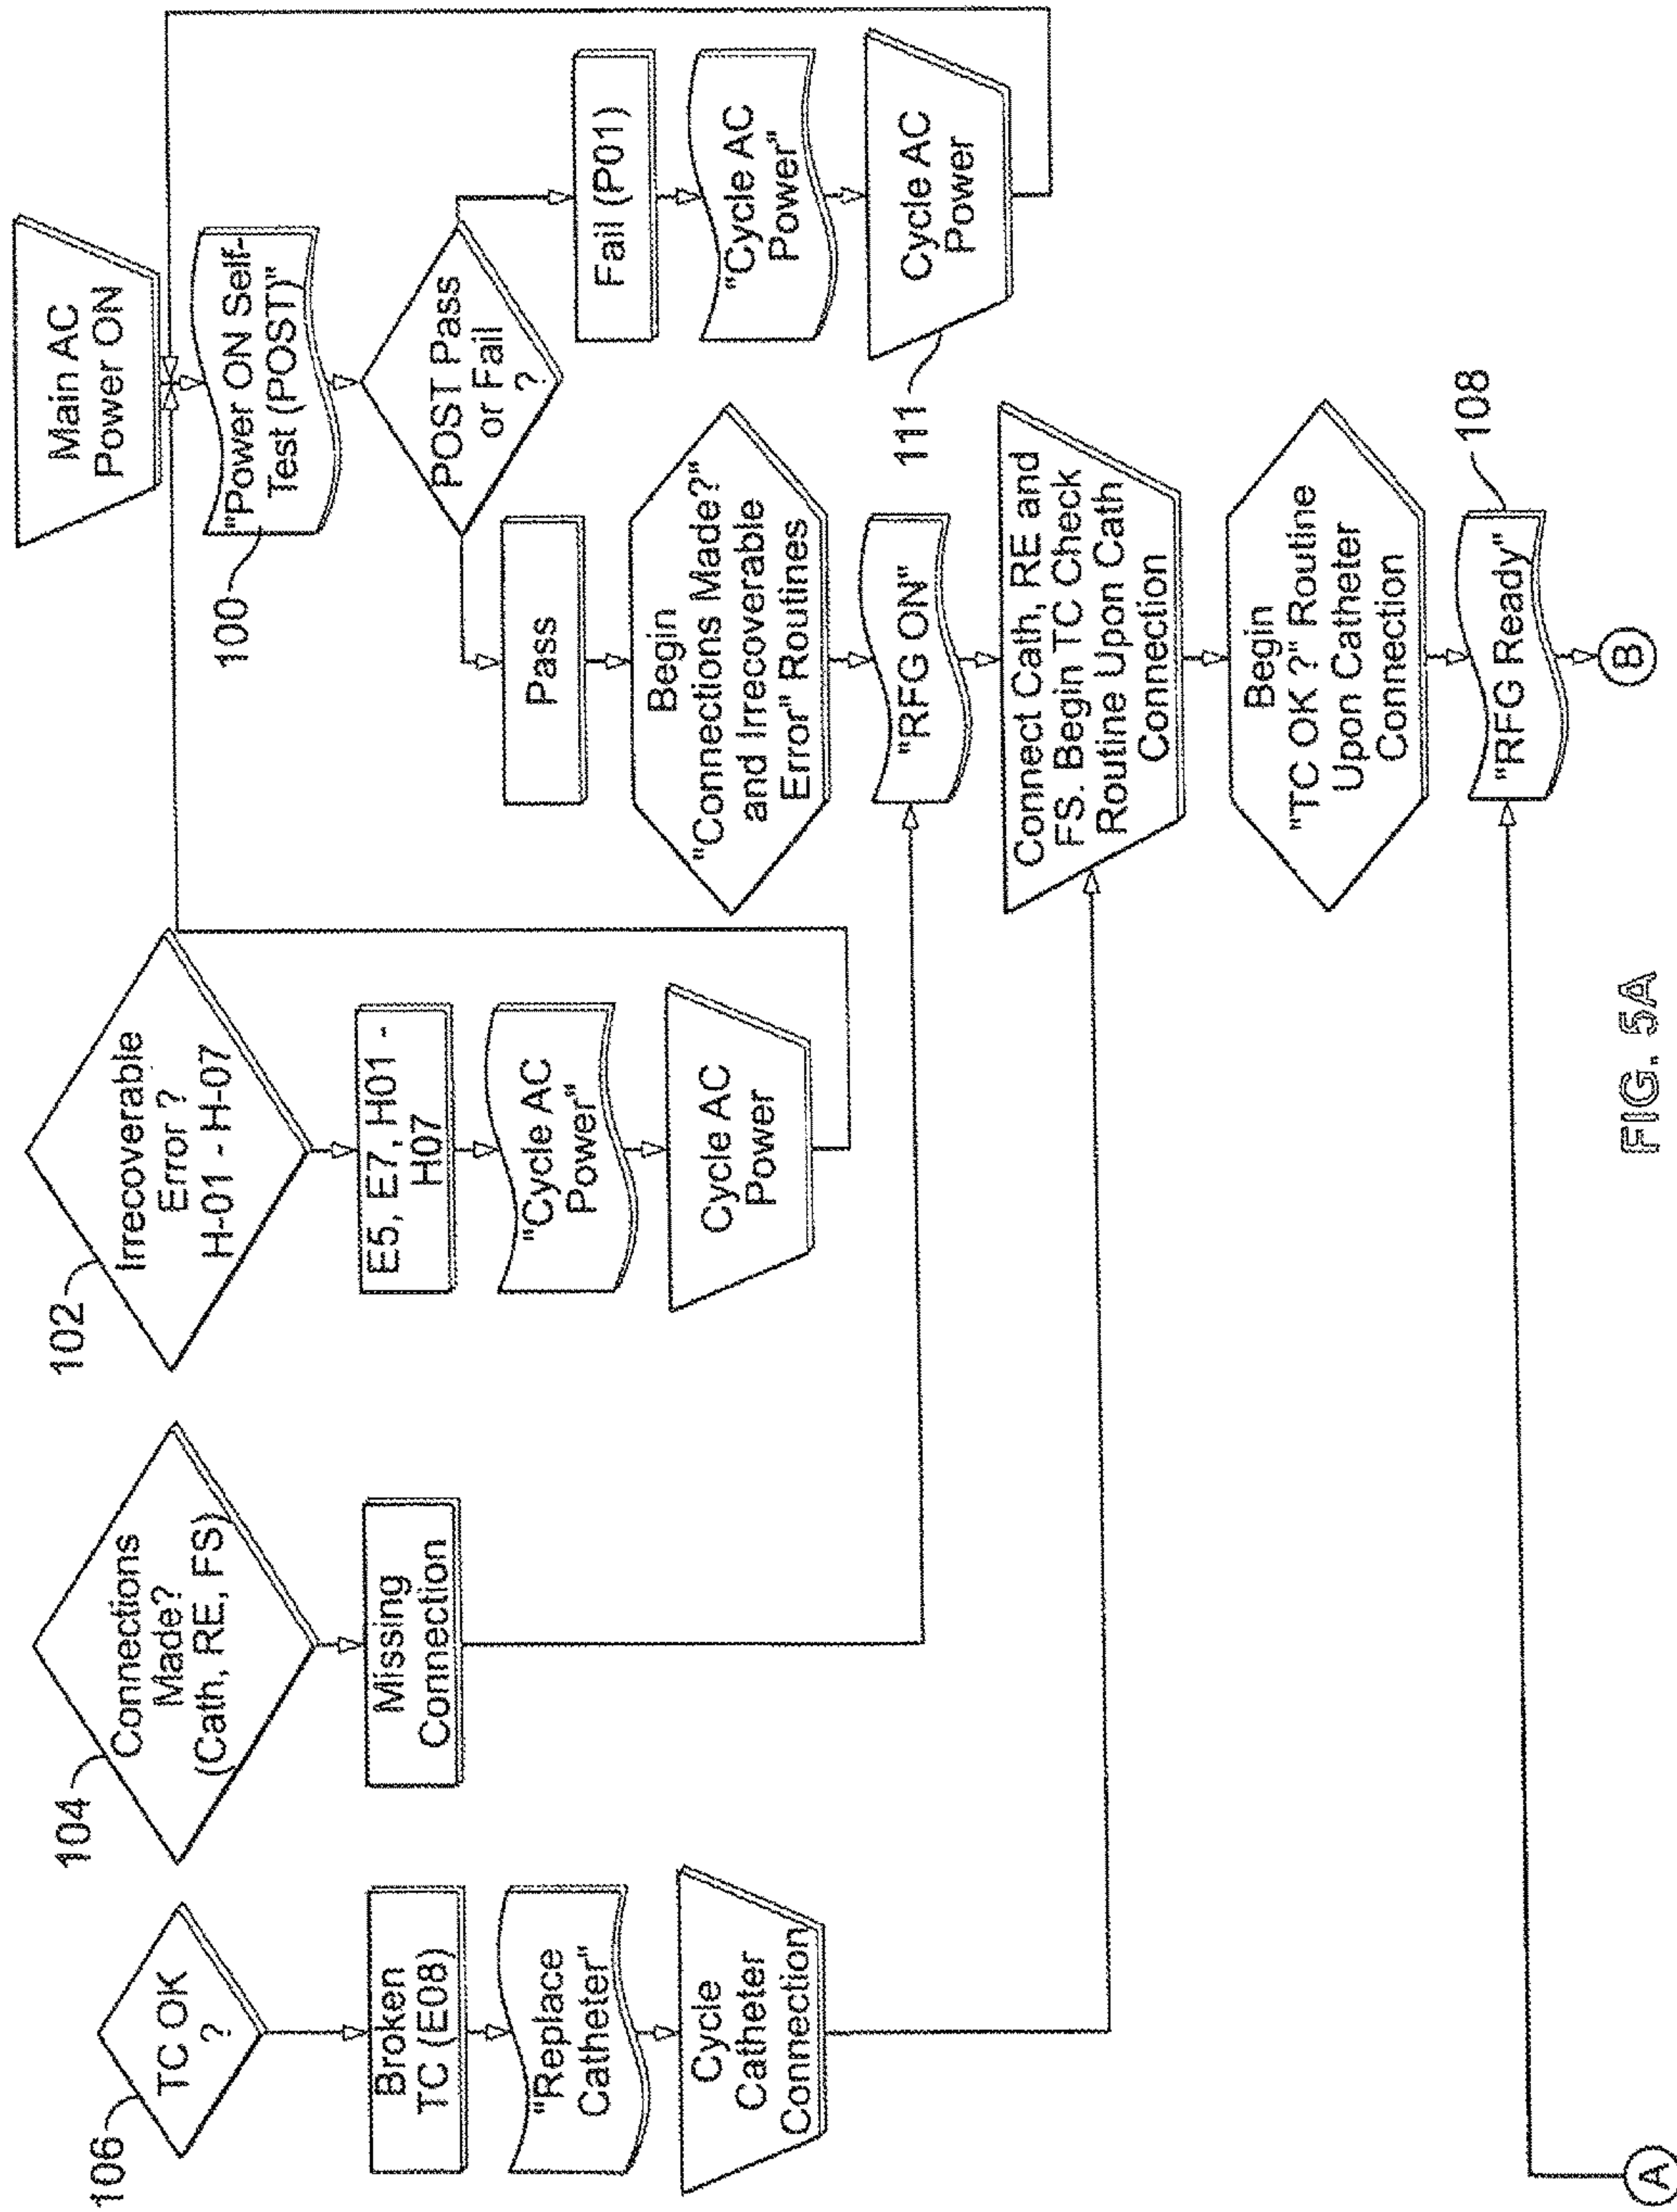 106
TC OK
?
Broken
TC (E08)
"Replace
Catheter"
Cycle
Catheter
Connection
104
Connections
Made?
(Cath, RE, FS)
Missing
Connection
102
Irrecoverable
Error ?
H-01 - H-07
E5, E7, H01 -
H07
"Cycle AC
Power"
Cycle AC
Power
Main AC
Power ON
100
"Power ON Self-
Test (POST)"
POST Pass
or Fail
?
Pass
Fail (P01)
"Cycle AC
Power"
Cycle AC
Power
111
Begin
"Connections Made?"
and Irrecoverable
Error" Routines
"RFG ON"
Connect Cath, RE and
FS. Begin TC Check
Routine Upon Cath
Connection
Begin
"TC OK ?" Routine
Upon Catheter
Connection
"RFG Ready"
108
A
B
FIG. 5A